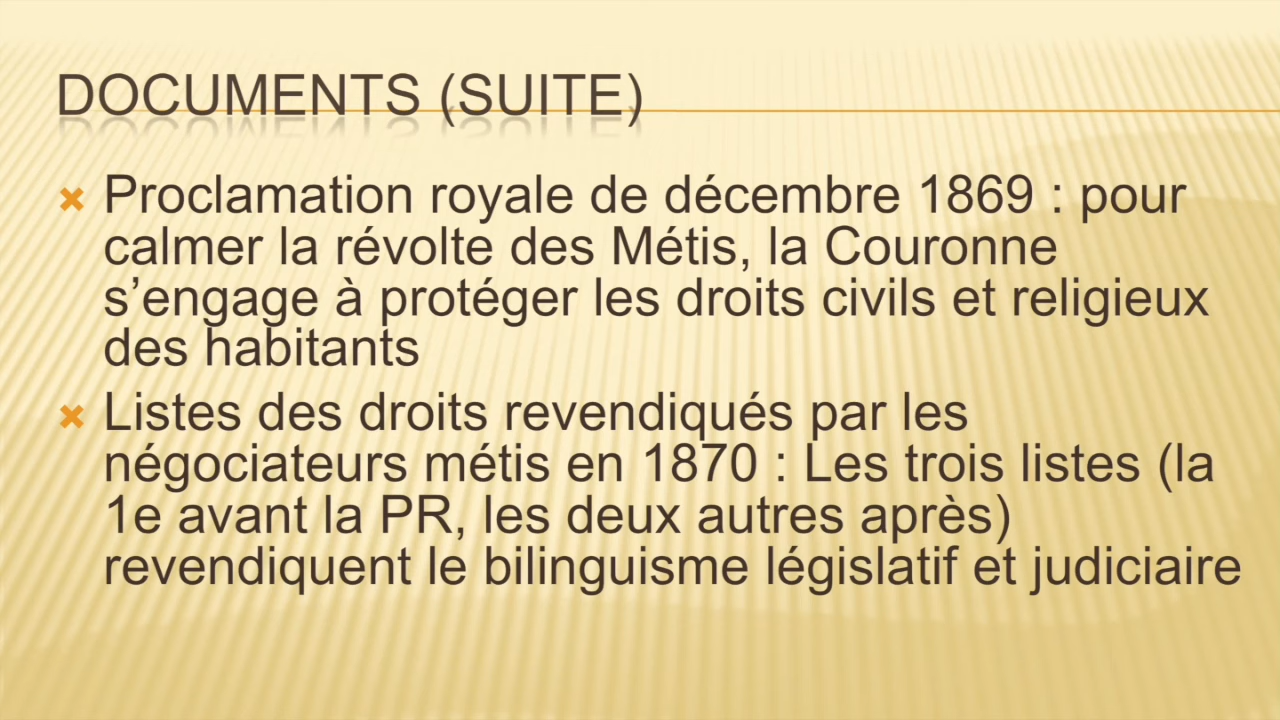 DOCUMENTS (SUITE)
Proclamation royale de décembre 1869 : pour
calmer la révolte des Métis, la Couronne
s’engage à protéger les droits civils et religieux
des habitants
Listes des droits revendiqués par les
négociateurs métis en 1870 : Les trois listes (la
1e avant la PR, les deux autres après)
revendiquent le bilinguisme législatif et judiciaire